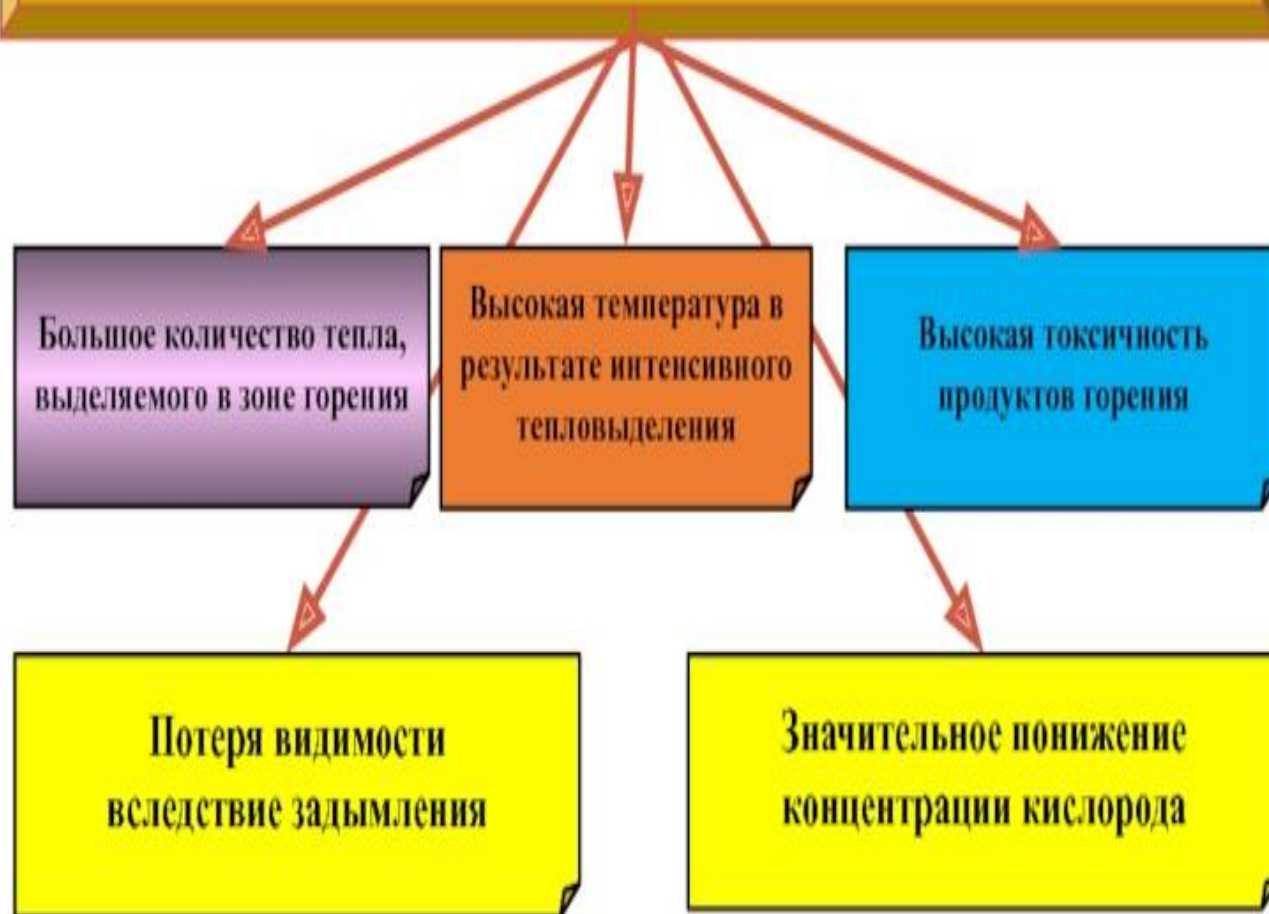 Большое количество тепла,
выделяемого в зоне горения
Высокая температура в
результате интенсивного
тепловыделения
Высокая токсичность
продуктов горения
Потеря видимости
вследствие задымления
Значительное понижение
концентрации кислорода